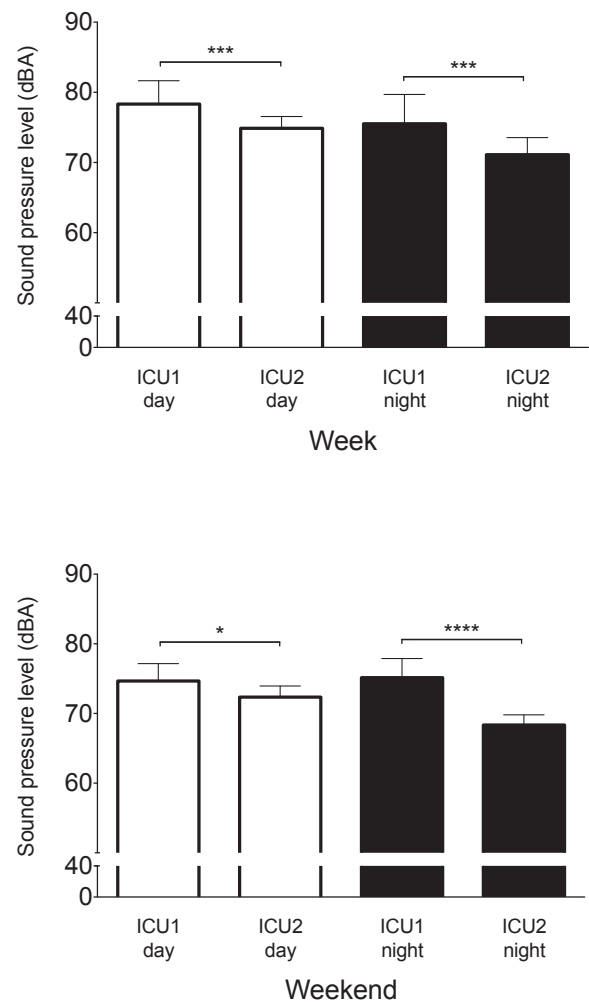 Sound pressure level (dBA)
90
80
70
60
40
0
***
***
ICU1
day
ICU2
day
ICU1
night
ICU2
night
Week
Sound pressure level (dBA)
90
80
70
60
40
0
*
****
ICU1
day
ICU2
day
ICU1
night
ICU2
night
Weekend